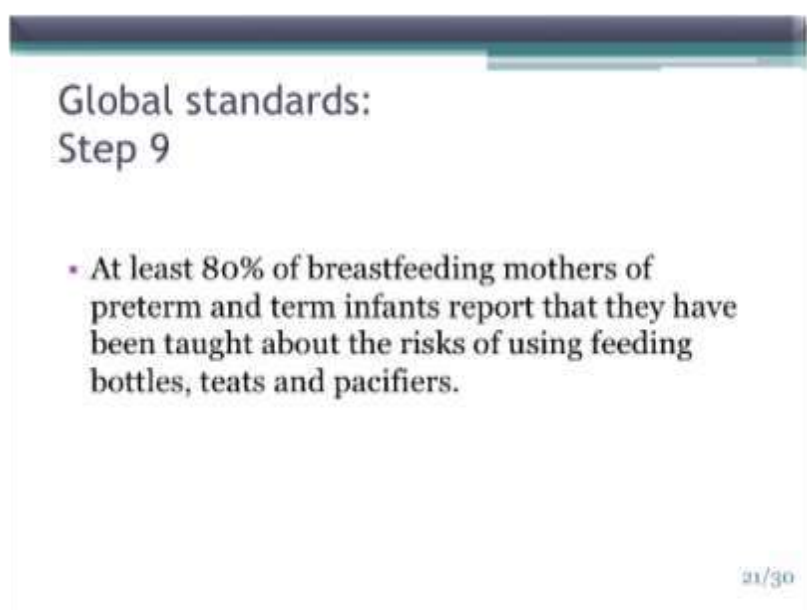 Global standards:
Step 9
▪ At least 80% of breastfeeding mothers of
preterm and term infants report that they have
been taught about the risks of using feeding
bottles, teats and pacifiers.
21/30